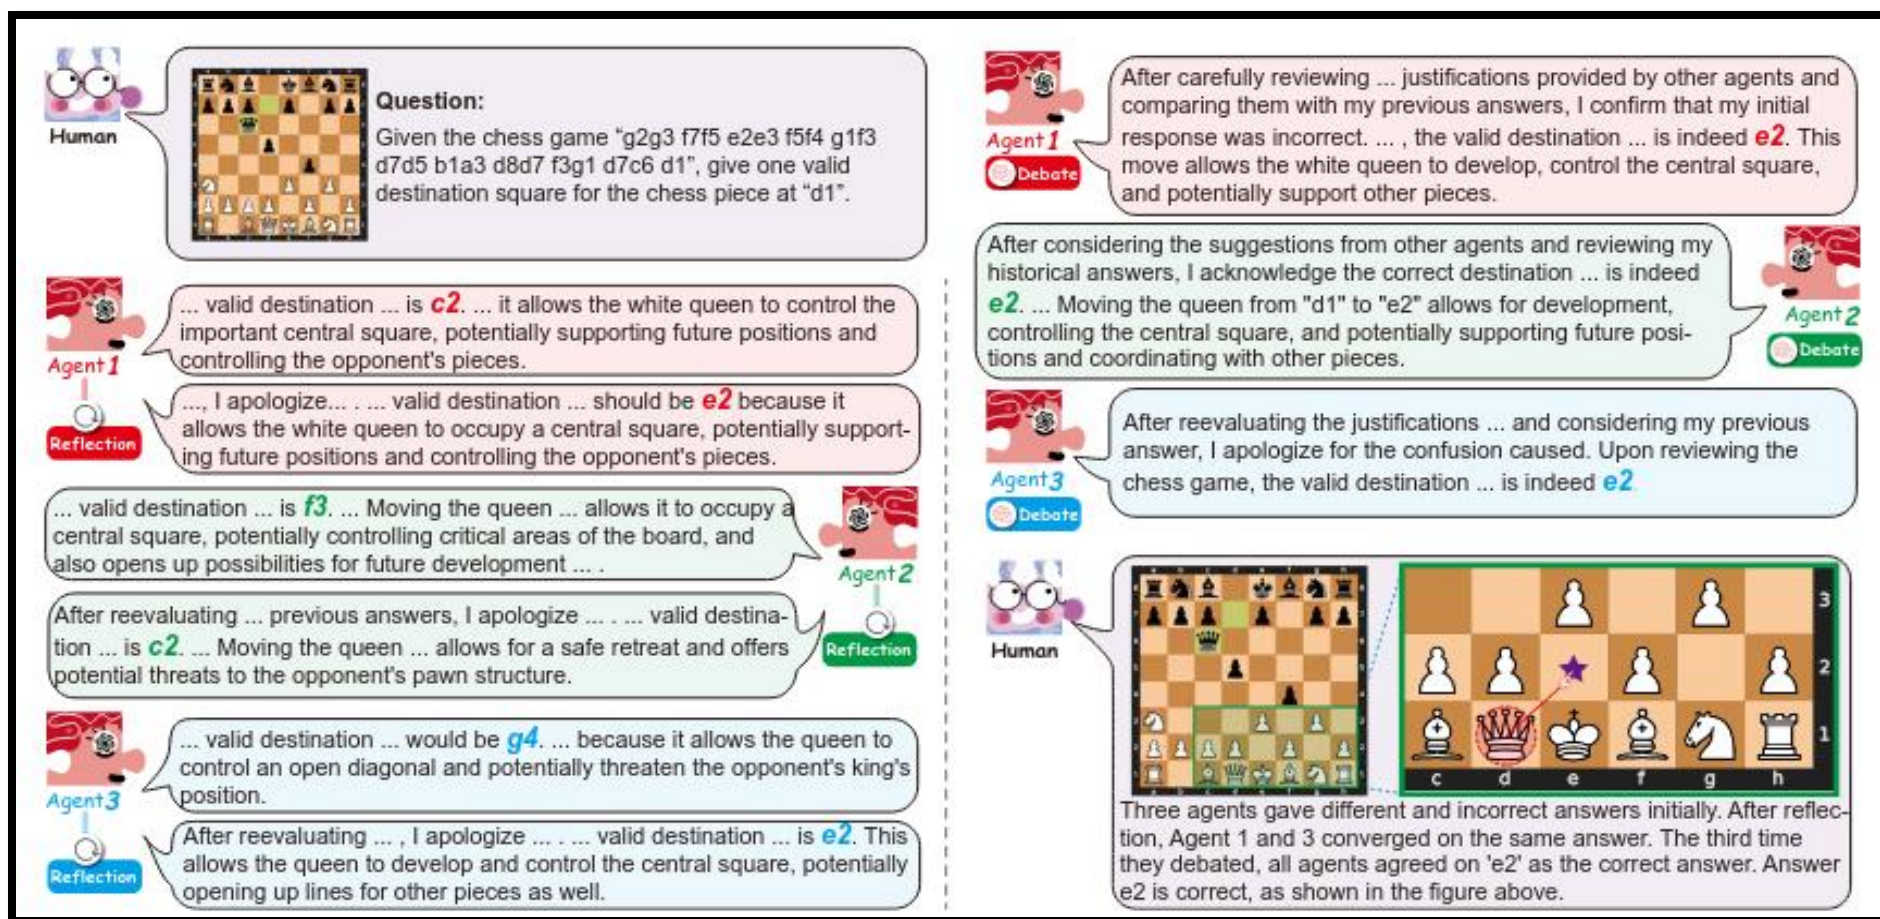 Human
Question:
Given the chess game “g2g3 f7f5 e2e3 f5f4 g1f3
d7d5 b1a3 d8d7 f3g1 d7c6 d1”, give one valid
destination square for the chess piece at “d1”.
Agent1
... valid destination ... is c2. ... it allows the white queen to control the
important central square, potentially supporting future positions and
controlling the opponent's pieces.
Reflection
..., I apologize... . ... valid destination ... should be e2 because it
allows the white queen to occupy a central square, potentially support-
ing future positions and controlling the opponent's pieces.
... valid destination ... is f3. ... Moving the queen ... allows it to occupy a
central square, potentially controlling critical areas of the board, and
also opens up possibilities for future development ... .
Agent2
After reevaluating ... previous answers, I apologize ... . ... valid destina-
tion ... is c2. ... Moving the queen ... allows for a safe retreat and offers
potential threats to the opponent's pawn structure.
Reflection
Agent3
... valid destination ... would be g4. ... because it allows the queen to
control an open diagonal and potentially threaten the opponent's king's
position.
Reflection
After reevaluating ... , I apologize ... . ... valid destination ... is e2. This
allows the queen to develop and control the central square, potentially
opening up lines for other pieces as well.
Agent1
Debate
After carefully reviewing ... justifications provided by other agents and
comparing them with my previous answers, I confirm that my initial
response was incorrect. ... , the valid destination ... is indeed e2. This
move allows the white queen to develop, control the central square,
and potentially support other pieces.
After considering the suggestions from other agents and reviewing my
historical answers, I acknowledge the correct destination ... is indeed
e2. ... Moving the queen from "d1" to "e2" allows for development,
controlling the central square, and potentially supporting future posi-
tions and coordinating with other pieces.
Agent2
Debate
Agent3
Debate
After reevaluating the justifications ... and considering my previous
answer, I apologize for the confusion caused. Upon reviewing the
chess game, the valid destination ... is indeed e2.
Human
3
2
1
c d e f g h
Three agents gave different and incorrect answers initially. After reflec-
tion, Agent 1 and 3 converged on the same answer. The third time
they debated, all agents agreed on 'e2' as the correct answer. Answer
e2 is correct, as shown in the figure above.